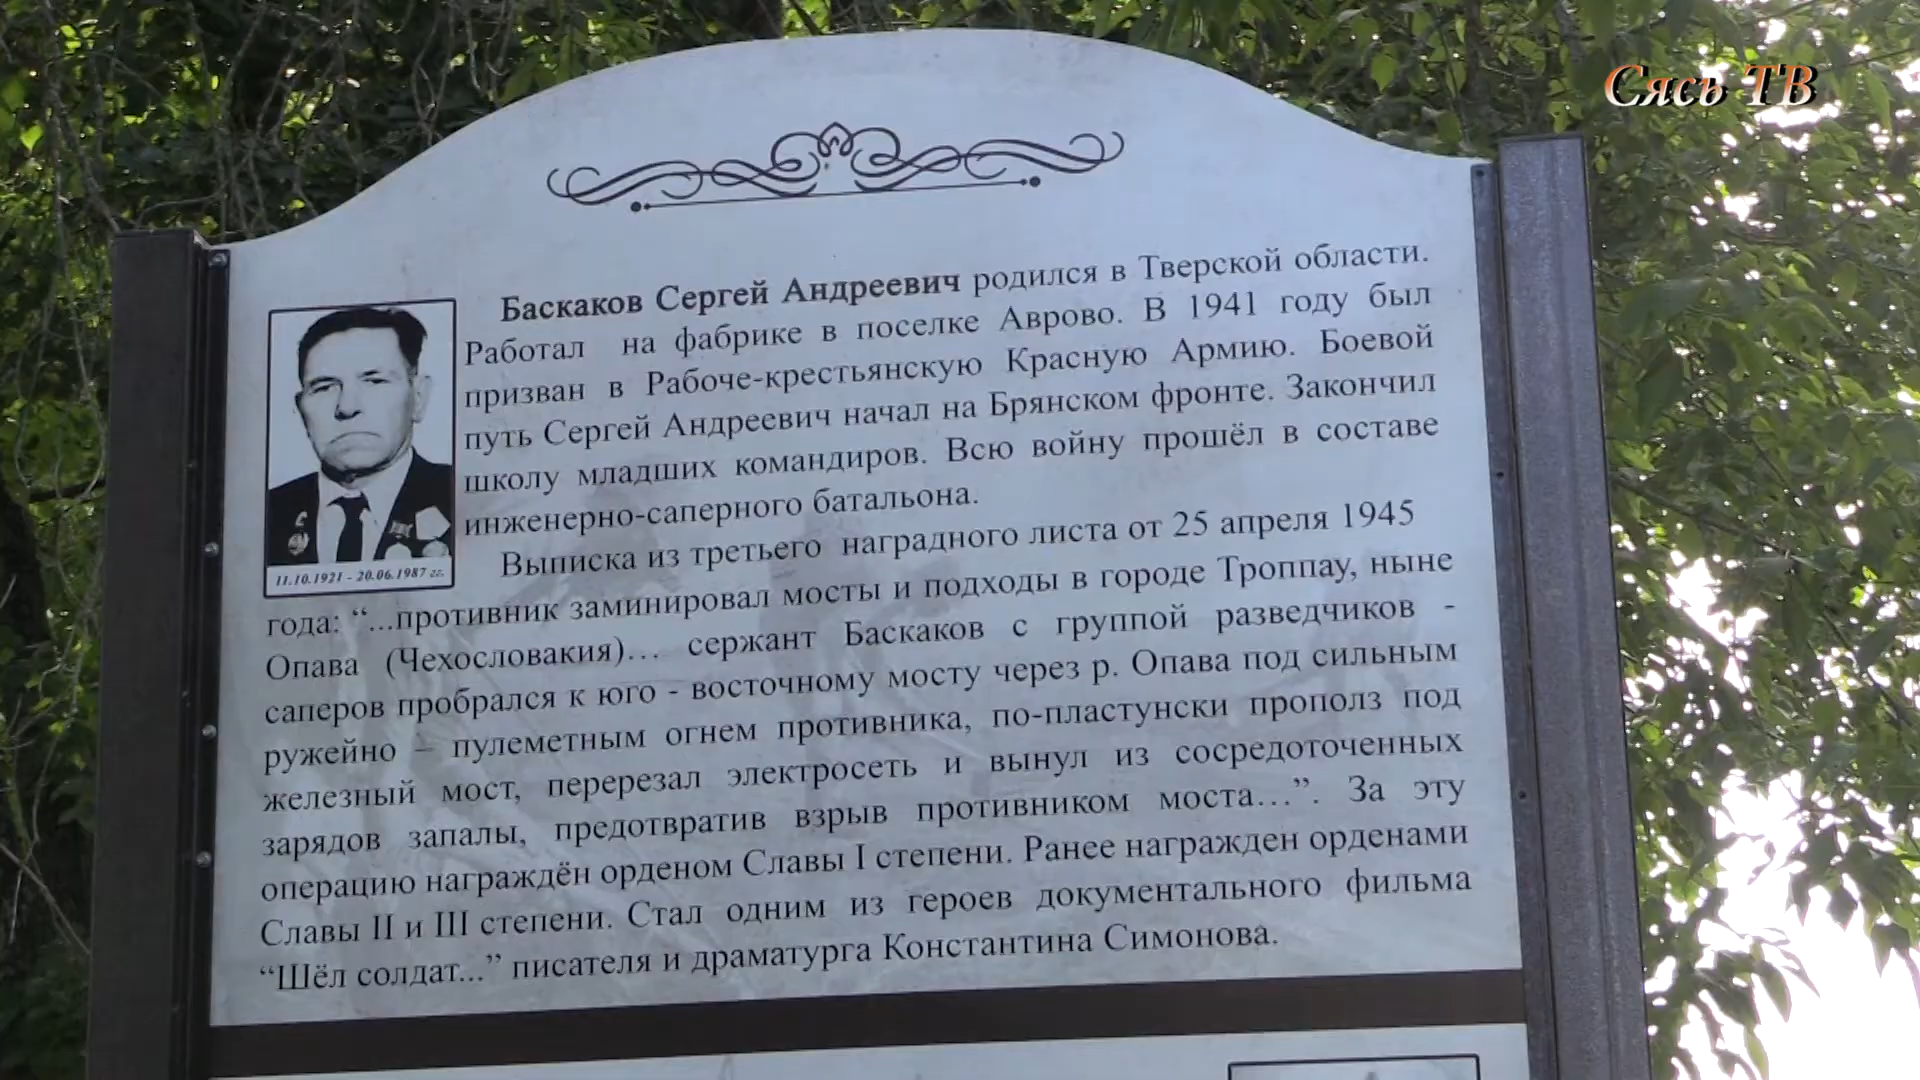 Сясь ТВ
Баскаков Сергей Андреевич родился в Тверской области.
Работал на фабрике в поселке Аврово. В 1941 году был
призван в Рабоче-крестьянскую Красную Армию. Боевой
путь Сергей Андреевич начал на Брянском фронте. Закончил
школу младших командиров. Всю войну прошёл в составе
инженерно-саперного батальона.
11.10.1921 - 20.06.1987 гг.
Выписка из третьего наградного листа от 25 апреля 1945
года: “...противник заминировал мосты и подходы в городе Троппау, ныне
Опава (Чехословакия)… сержант Баскаков с группой разведчиков -
саперов пробрался к юго - восточному мосту через р. Опава под сильным
ружейно – пулеметным огнем противника, по-пластунски прополз под
железный мост, перерезал электросеть и вынул из сосредоточенных
зарядов запалы, предотвратив взрыв противником моста…”. За эту
операцию награждён орденом Славы I степени. Ранее награжден орденами
Славы II и III степени. Стал одним из героев документального фильма
“Шёл солдат...” писателя и драматурга Константина Симонова.